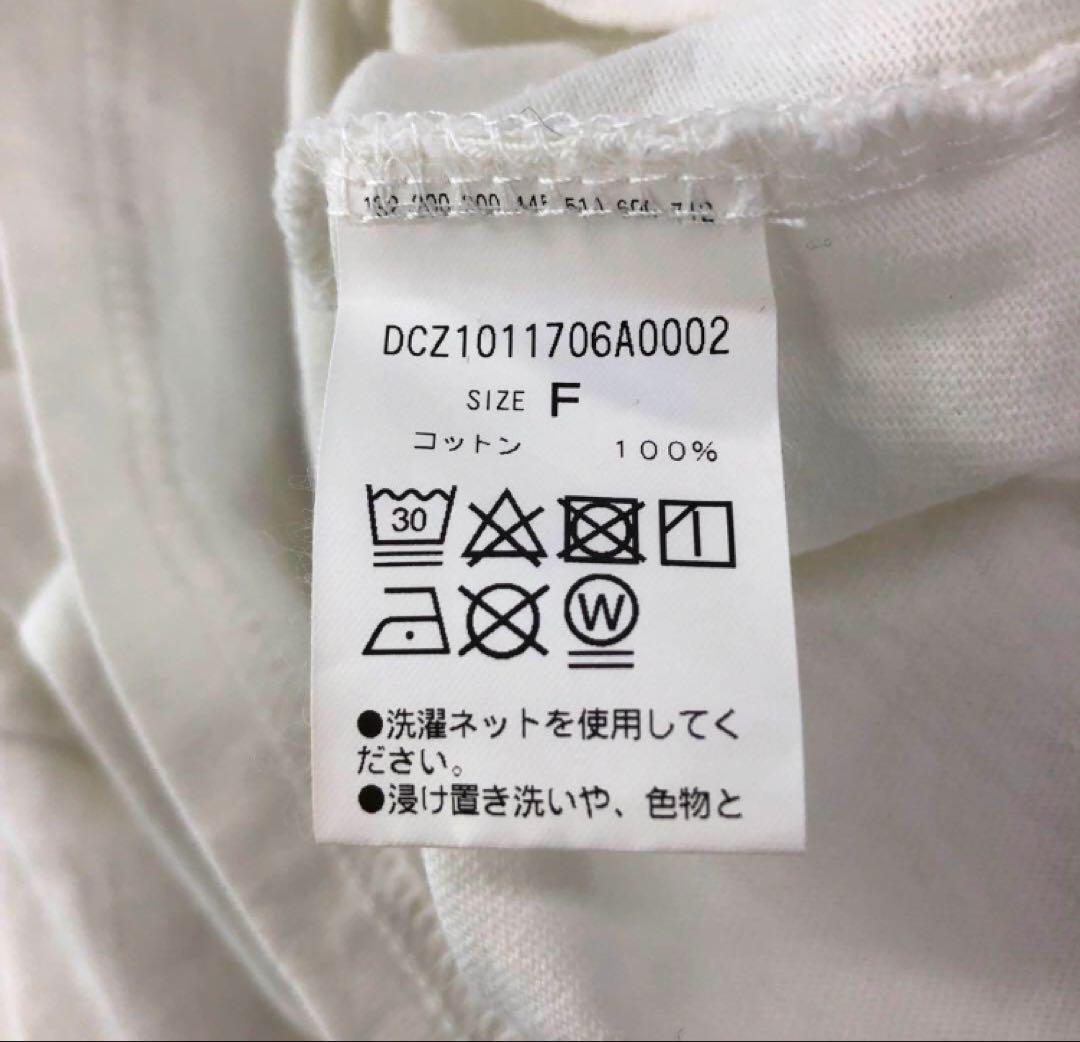 DCZ1011706A0002
SIZE F
コットン 100%
30
W
●洗濯ネットを使用してく
ださい。
●浸け置き洗いや、色物と